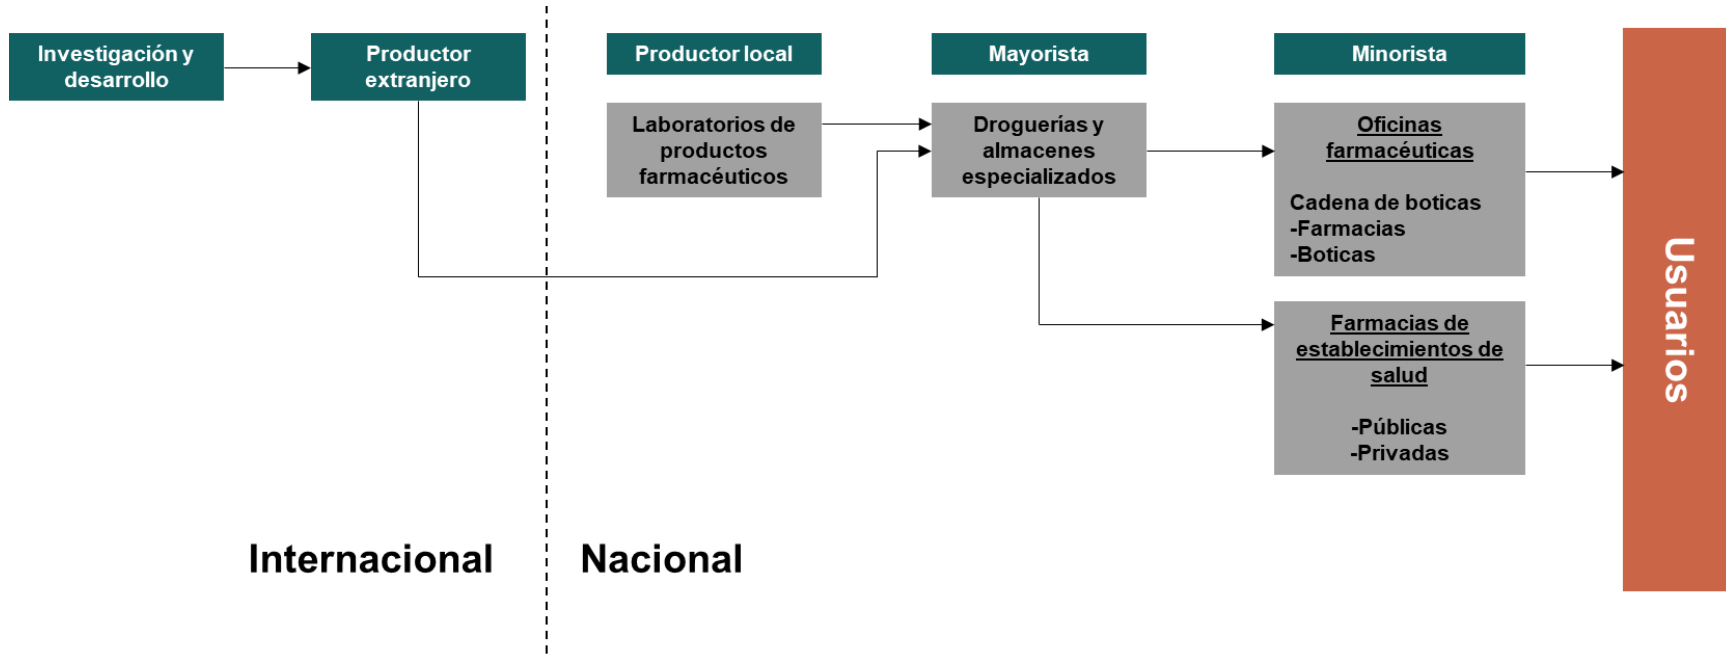 Investigación y
desarrollo
Productor
extranjero
Productor local
Laboratorios de
productos
farmacéuticos
Mayorista
Droguerías y
almacenes
especializados
Minorista
Oficinas
farmacéuticas
Cadena de boticas
-Farmacias
-Boticas
Farmacias de
establecimientos de
salud
-Públicas
-Privadas
Usuarios
Internacional
Nacional